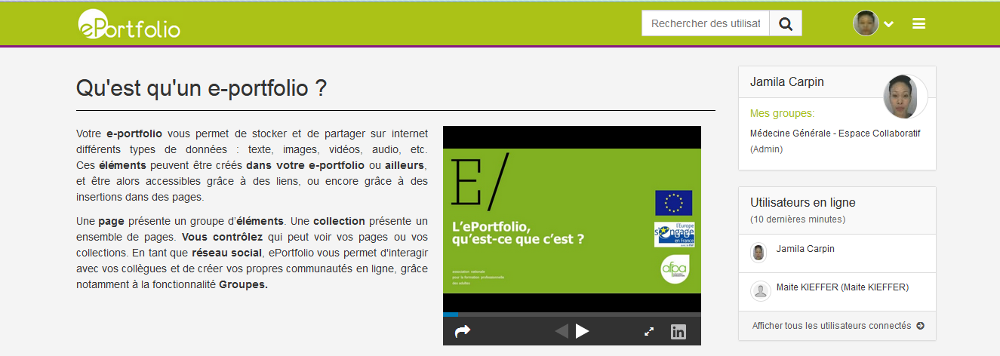 ePortfolio
Rechercher des utilisat
Qu'est qu'un e-portfolio ?
Votre e-portfolio vous permet de stocker et de partager sur internet
différents types de données : texte, images, vidéos, audio, etc.
Ces éléments peuvent être créés dans votre e-portfolio ou ailleurs,
et être alors accessibles grâce à des liens, ou encore grâce à des
insertions dans des pages.
Une page présente un groupe d'éléments. Une collection présente un
ensemble de pages. Vous contrôlez qui peut voir vos pages ou vos
collections. En tant que réseau social, ePortfolio vous permet d'interagir
avec vos collègues et de créer vos propres communautés en ligne, grâce
notamment à la fonctionnalité Groupes.
E/
L'ePortfolio,
qu'est-ce que c'est ?
l'Europe
s'engage
en France
afpa
association nationale
pour la formation professionnelle
des adultes
in
Jamila Carpin
Mes groupes:
Médecine Générale - Espace Collaboratif
(Admin)
Utilisateurs en ligne
(10 dernières minutes)
Jamila Carpin
Maite KIEFFER (Maite KIEFFER)
Afficher tous les utilisateurs connectés